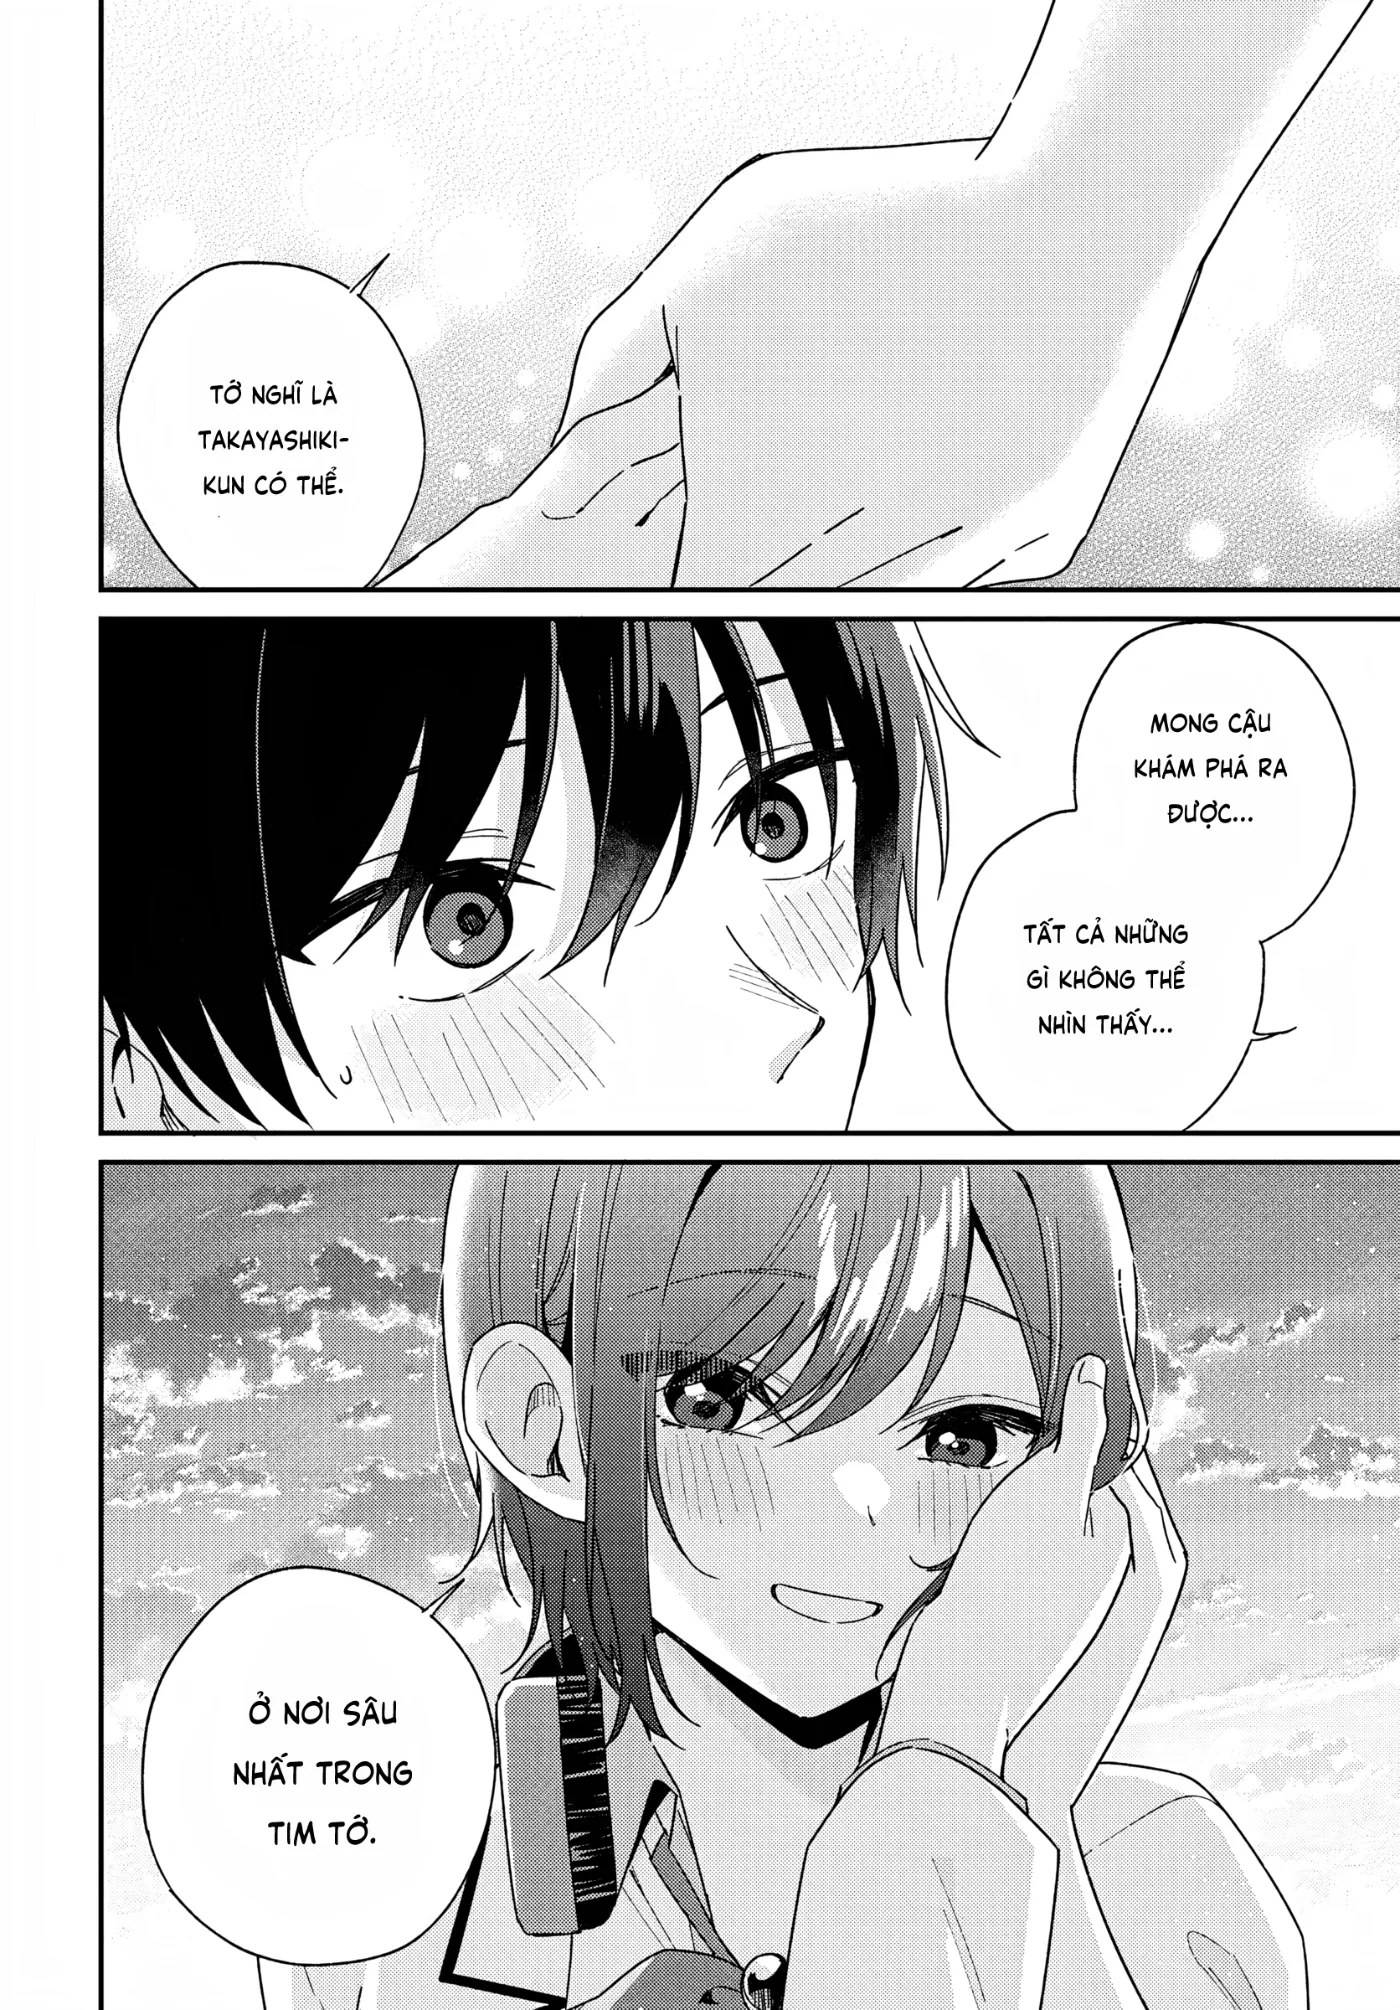 TỚ NGHĨ LÀ
TAKAYASHIKI-
KUN CÓ THỂ.
MONG CẬU
KHÁM PHÁ RA
ĐƯỢC...
TẤT CẢ NHỮNG
GÌ KHÔNG THỂ
NHÌN THẤY...
Ở NƠI SÂU
NHẤT TRONG
TIM TỚ.